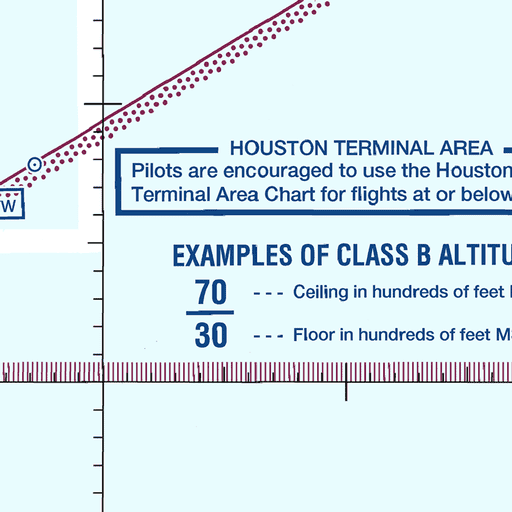 HOUSTON TERMINAL AREA
Pilots are encouraged to use the Houston
Terminal Area Chart for flights at or below
W
EXAMPLES OF CLASS B ALTITU
70 --- Ceiling in hundreds of feet
30 --- Floor in hundreds of feet M